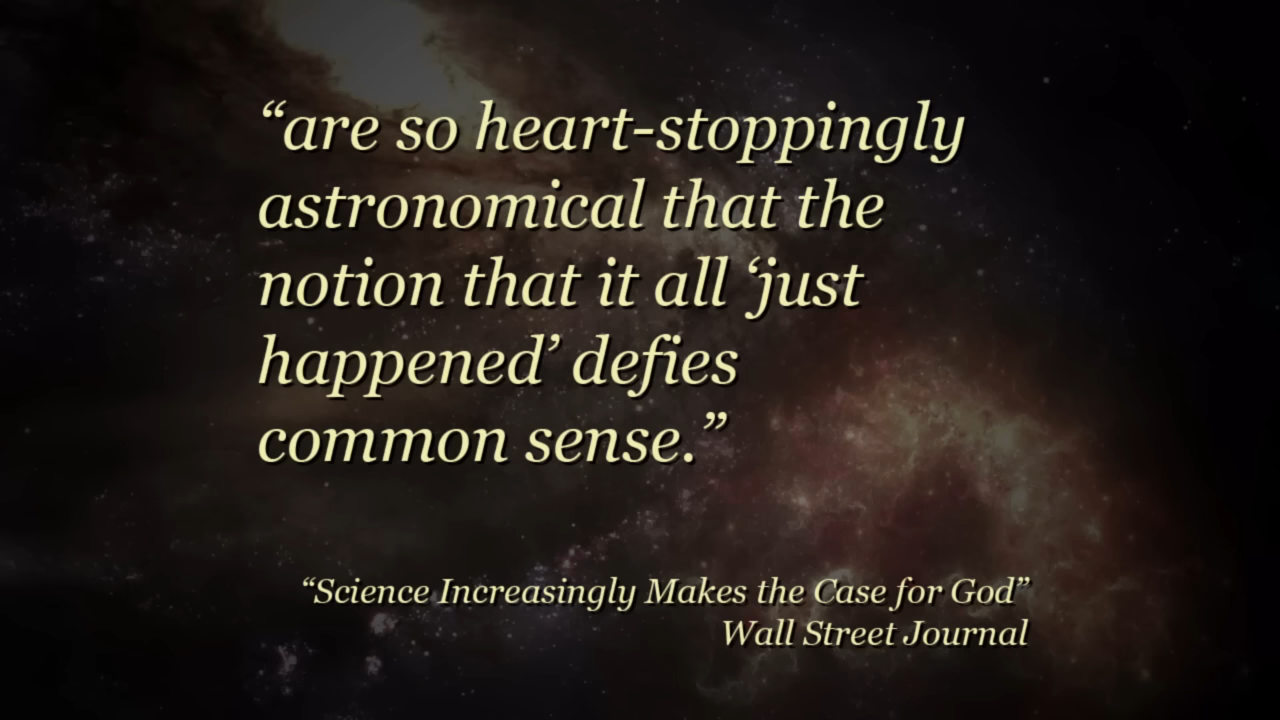 “are so heart-stoppingly
astronomical that the
notion that it all ‘just
happened’ defies
common sense.”
“Science Increasingly Makes the Case for God”
Wall Street Journal